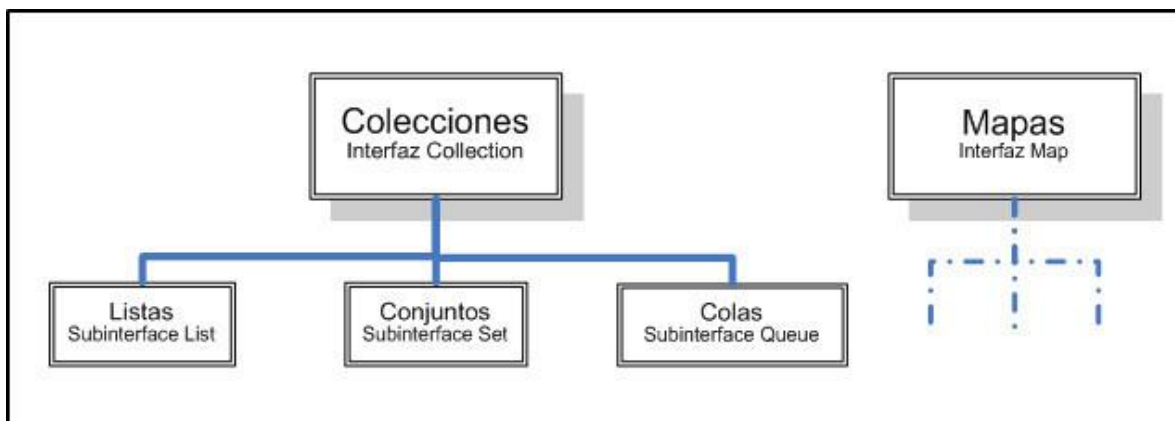 Colecciones
Interfaz Collection
Mapas
Interfaz Map
Listas
Subinterface List
Conjuntos
Subinterface Set
Colas
Subinterface Queue